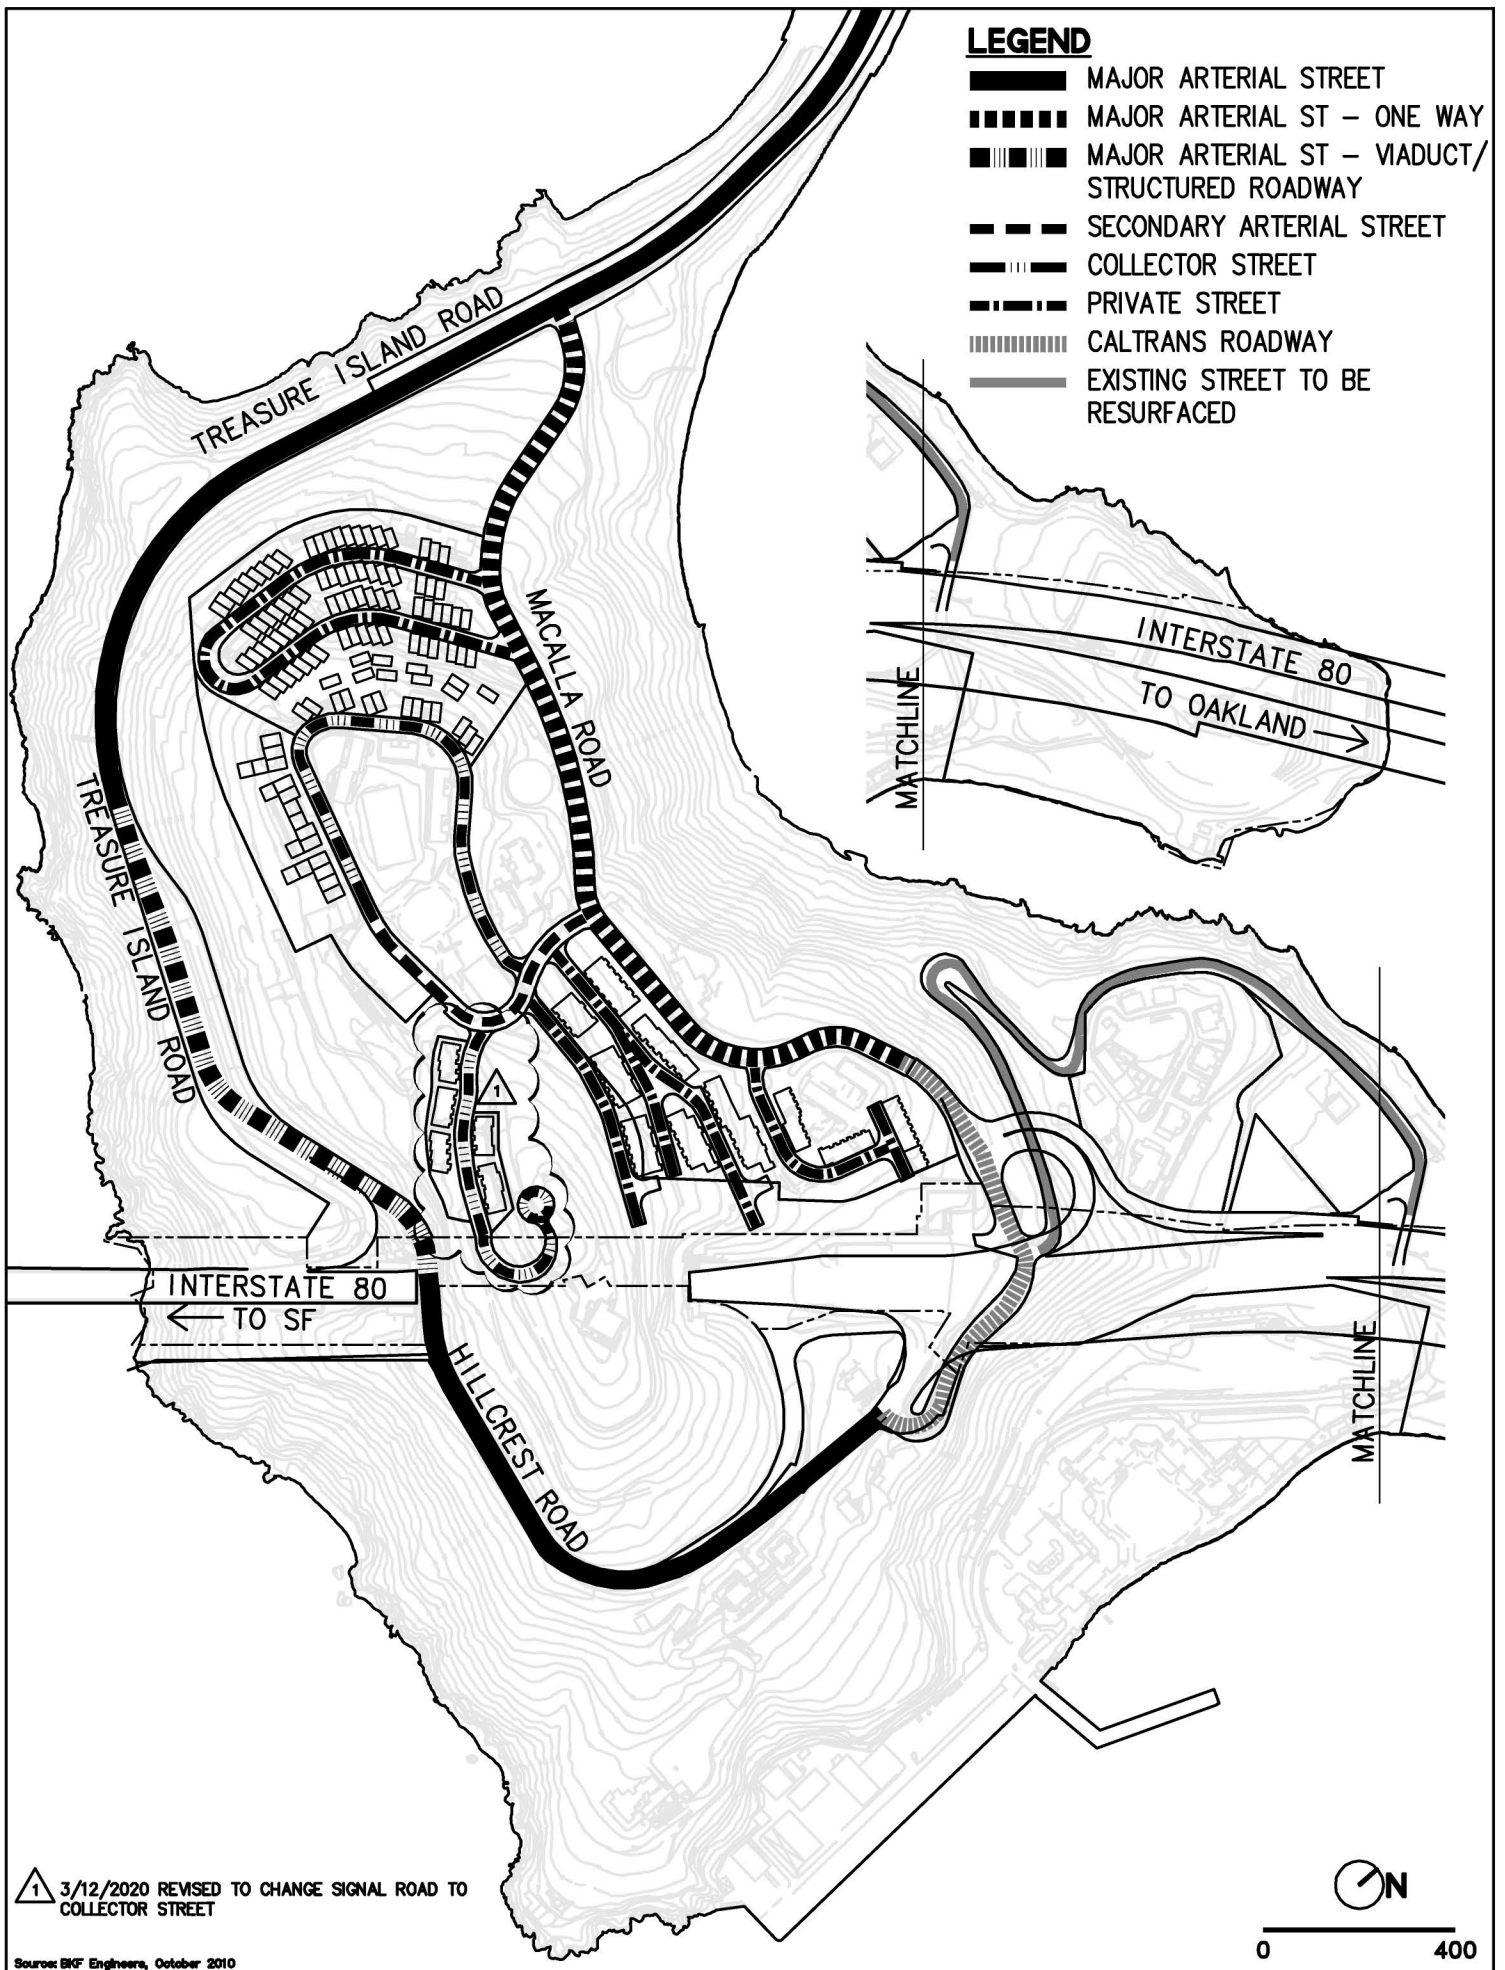 LEGEND
MAJOR ARTERIAL STREET
MAJOR ARTERIAL ST – ONE WAY
MAJOR ARTERIAL ST – VIADUCT/
STRUCTURED ROADWAY
SECONDARY ARTERIAL STREET
COLLECTOR STREET
PRIVATE STREET
CALTRANS ROADWAY
EXISTING STREET TO BE
RESURFACED
TREASURE ISLAND ROAD
MACALLA ROAD
INTERSTATE 80
TO OAKLAND
MATCHLINE
TREASURE ISLAND ROAD
1
INTERSTATE 80
TO SF
HILLCREST ROAD
MATCHLINE
1 3/12/2020 REVISED TO CHANGE SIGNAL ROAD TO
COLLECTOR STREET
N
0 400
Source: BKF Engineers, October 2010